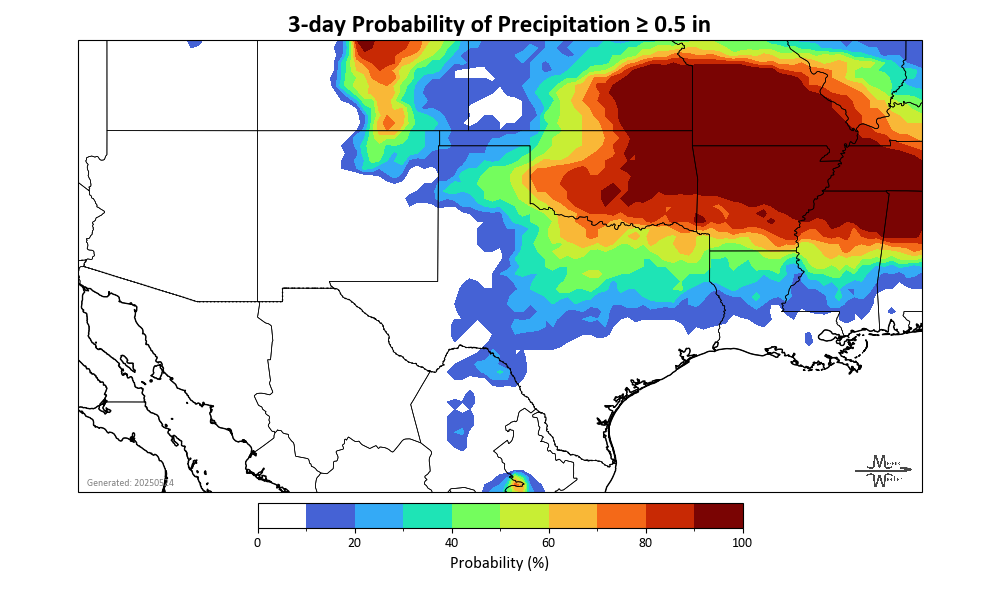 3-day Probability of Precipitation ≥ 0.5 in
Generated: 20250524
0 20 40 60 80 100
Probability (%)